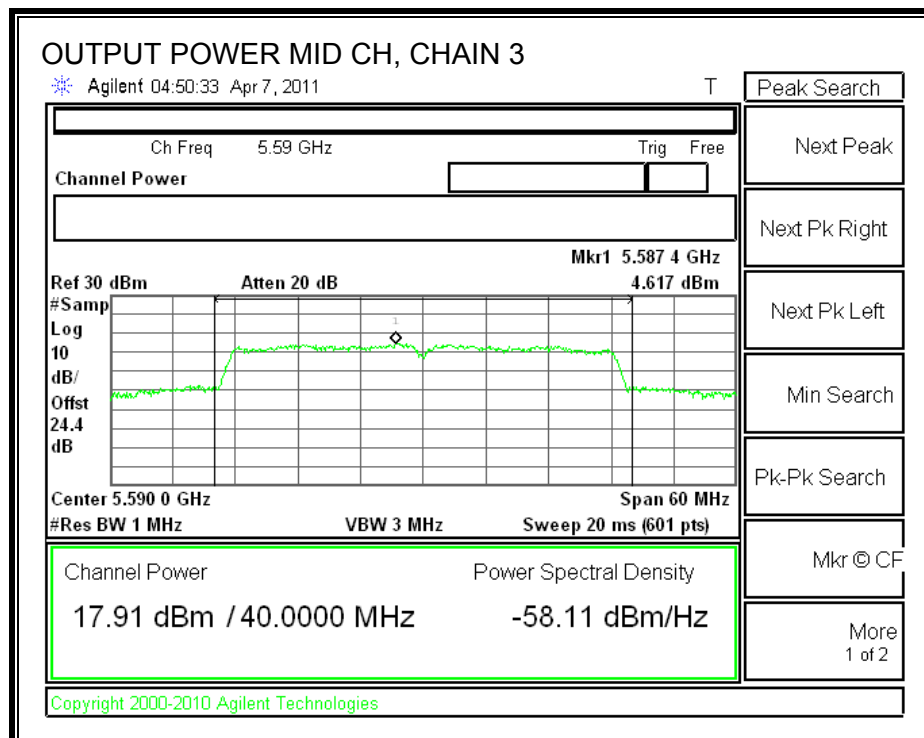 OUTPUT POWER MID CH, CHAIN 3
Agilent 04:50:33 Apr 7, 2011 T
Peak Search
Ch Freq 5.59 GHz Trig Free
Next Peak
Channel Power
Next Pk Right
Mkr1 5.587 4 GHz
Ref 30 dBm Atten 20 dB 4.617 dBm
#Samp
Log
10
dB/
Offst
24.4
dB
1
Next Pk Left
Min Search
Pk-Pk Search
Center 5.590 0 GHz Span 60 MHz
#Res BW 1 MHz VBW 3 MHz Sweep 20 ms (601 pts)
Mkr © CF
Channel Power Power Spectral Density
17.91 dBm / 40.0000 MHz -58.11 dBm/Hz
More
1 of 2
Copyright 2000-2010 Agilent Technologies